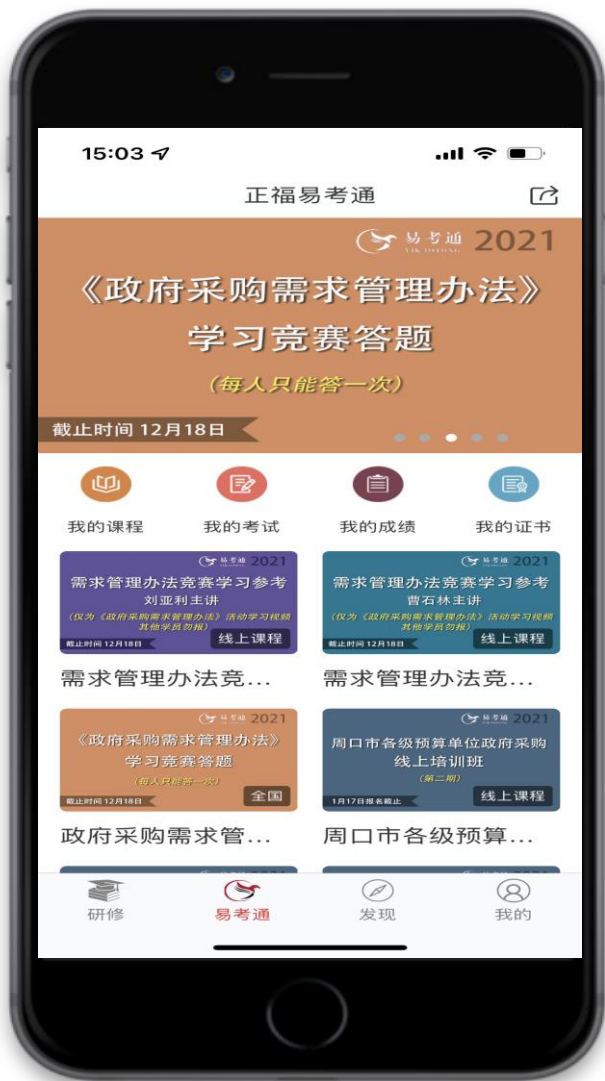 15:03
正福易考通
易考通 2021
《政府采购需求管理办法》
学习竞赛答题
(每人只能答一次)
截止时间 12月18日
我的课程
我的考试
我的成绩
我的证书
易考通 2021
需求管理办法竞赛学习参考
刘亚利主讲
(仅为《政府采购需求管理办法》活动学习视频
其他学员勿报)
截止时间 12月18日
线上课程
需求管理办法竞...
易考通 2021
需求管理办法竞赛学习参考
曹石林主讲
(仅为《政府采购需求管理办法》活动学习视频
其他学员勿报)
截止时间 12月18日
线上课程
需求管理办法竞...
易考通 2021
《政府采购需求管理办法》
学习竞赛答题
(每人只能答一次)
截止时间 12月18日
全国
政府采购需求管...
易考通 2021
周口市各级预算单位政府采购
线上培训班
(第二期)
1月17日报名截止
线上课程
周口市各级预算...
研修
易考通
发现
我的